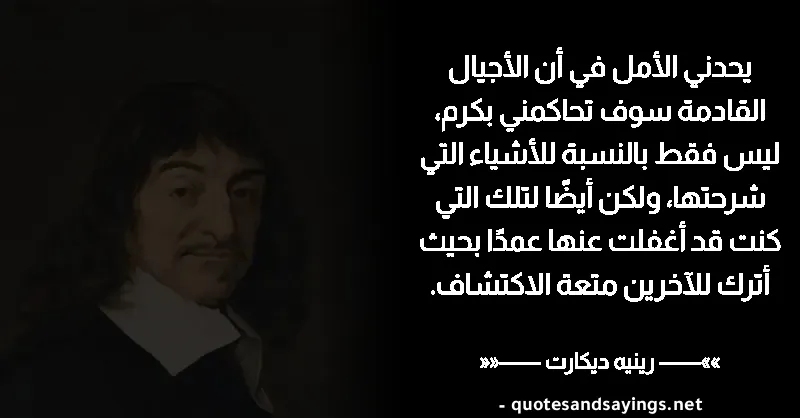 يحدني الأمل في أن الأجيال
القادمة سوف تحاكمني بكرم،
ليس فقط بالنسبة للأشياء التي
شرحتها، ولكن أيضًا لتلك التي
كنت قد أغفلت عنها عمدًا بحيث
أترك للآخرين متعة الاكتشاف.
»»—— رينيه ديكارت ——««
- quotesandsayings.net